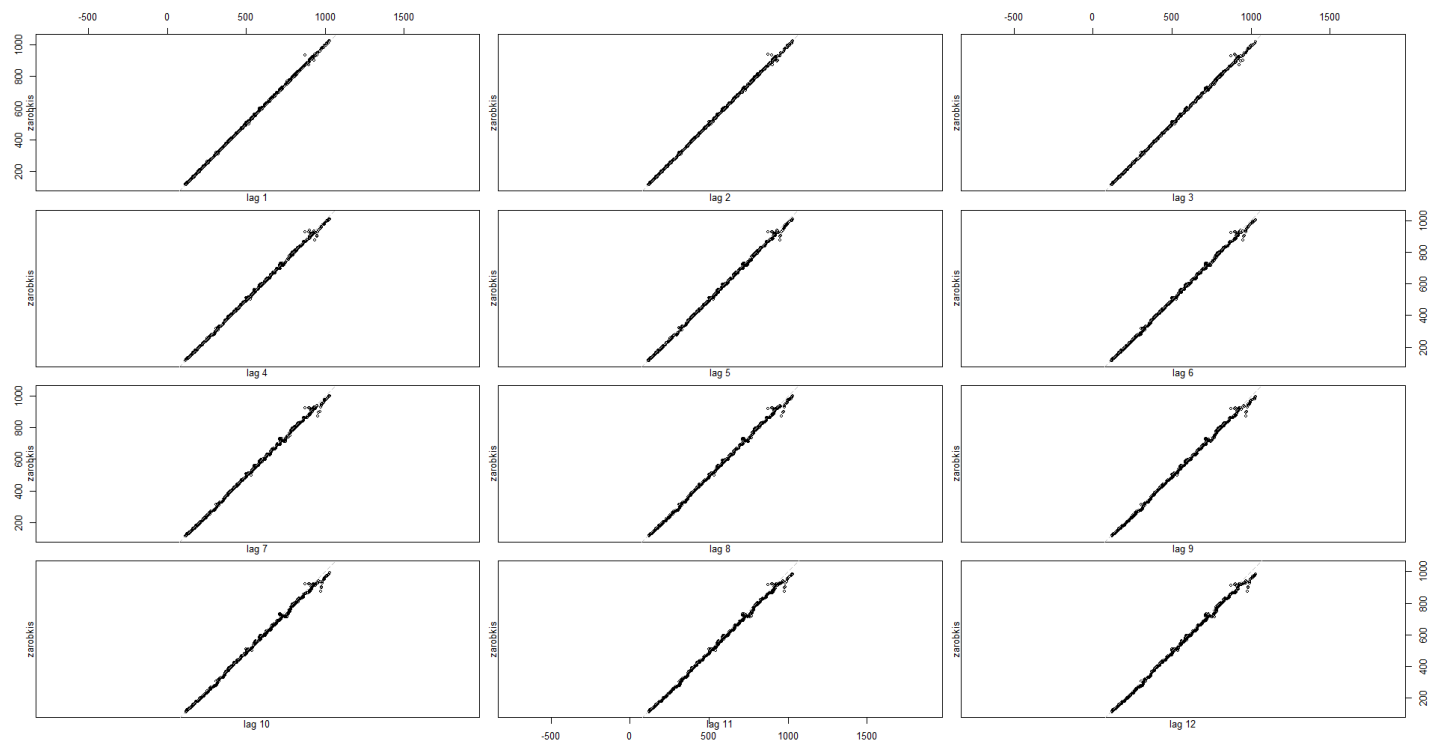 -500 0 500 1000 1500 -500 0 500 1000 1500
zarobkis 200 400 600 800 1000 zarobkis zarobkis
lag 1 lag 2 lag 3
zarobkis zarobkis zarobkis 200 400 600 800 1000
lag 4 lag 5 lag 6
zarobkis 200 400 600 800 1000 zarobkis zarobkis
lag 7 lag 8 lag 9
zarobkis zarobkis zarobkis 200 400 600 800 1000
lag 10 lag 11 lag 12
-500 0 500 1000 1500